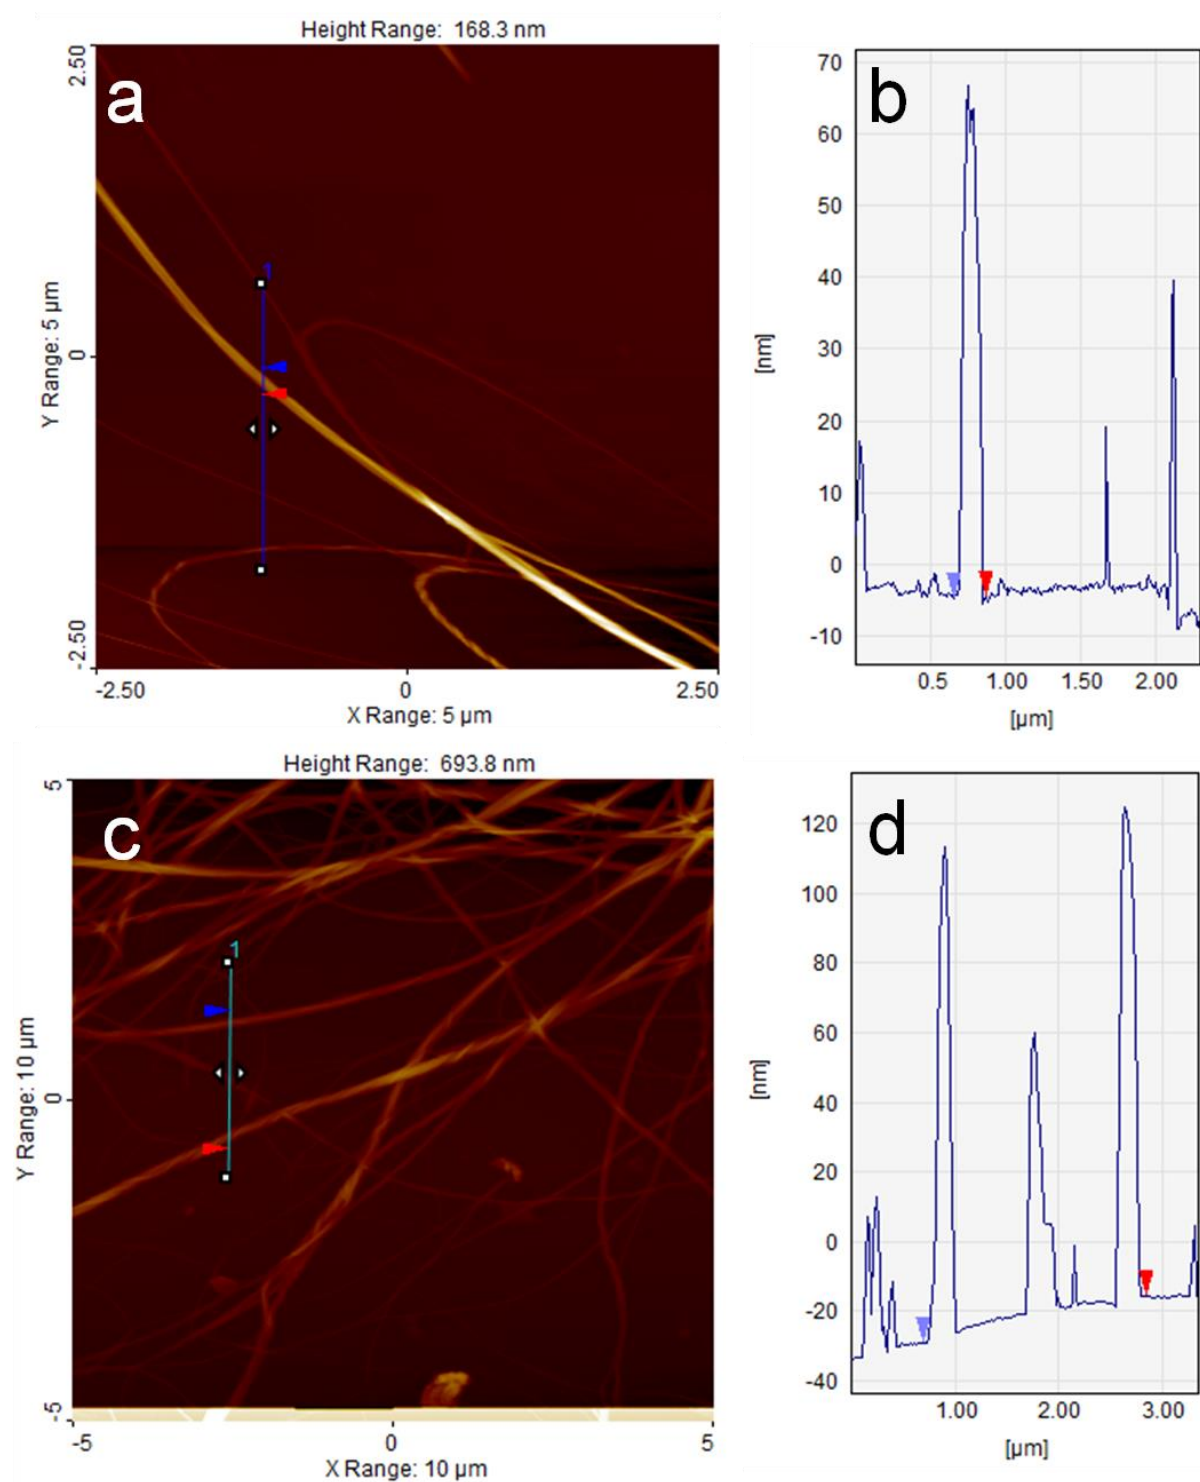 Height Range: 168.3 nm
a
1
2.50
0
-2.50
Y Range: 5 µm
-2.50
0
2.50
X Range: 5 µm
b
70
60
50
40
30
20
10
0
-10
[nm]
0.5
1.00
1.50
2.00
[µm]
Height Range: 693.8 nm
c
1
5
0
-5
Y Range: 10 µm
-5
0
5
X Range: 10 µm
d
120
100
80
60
40
20
0
-20
-40
[nm]
1.00
2.00
3.00
[µm]